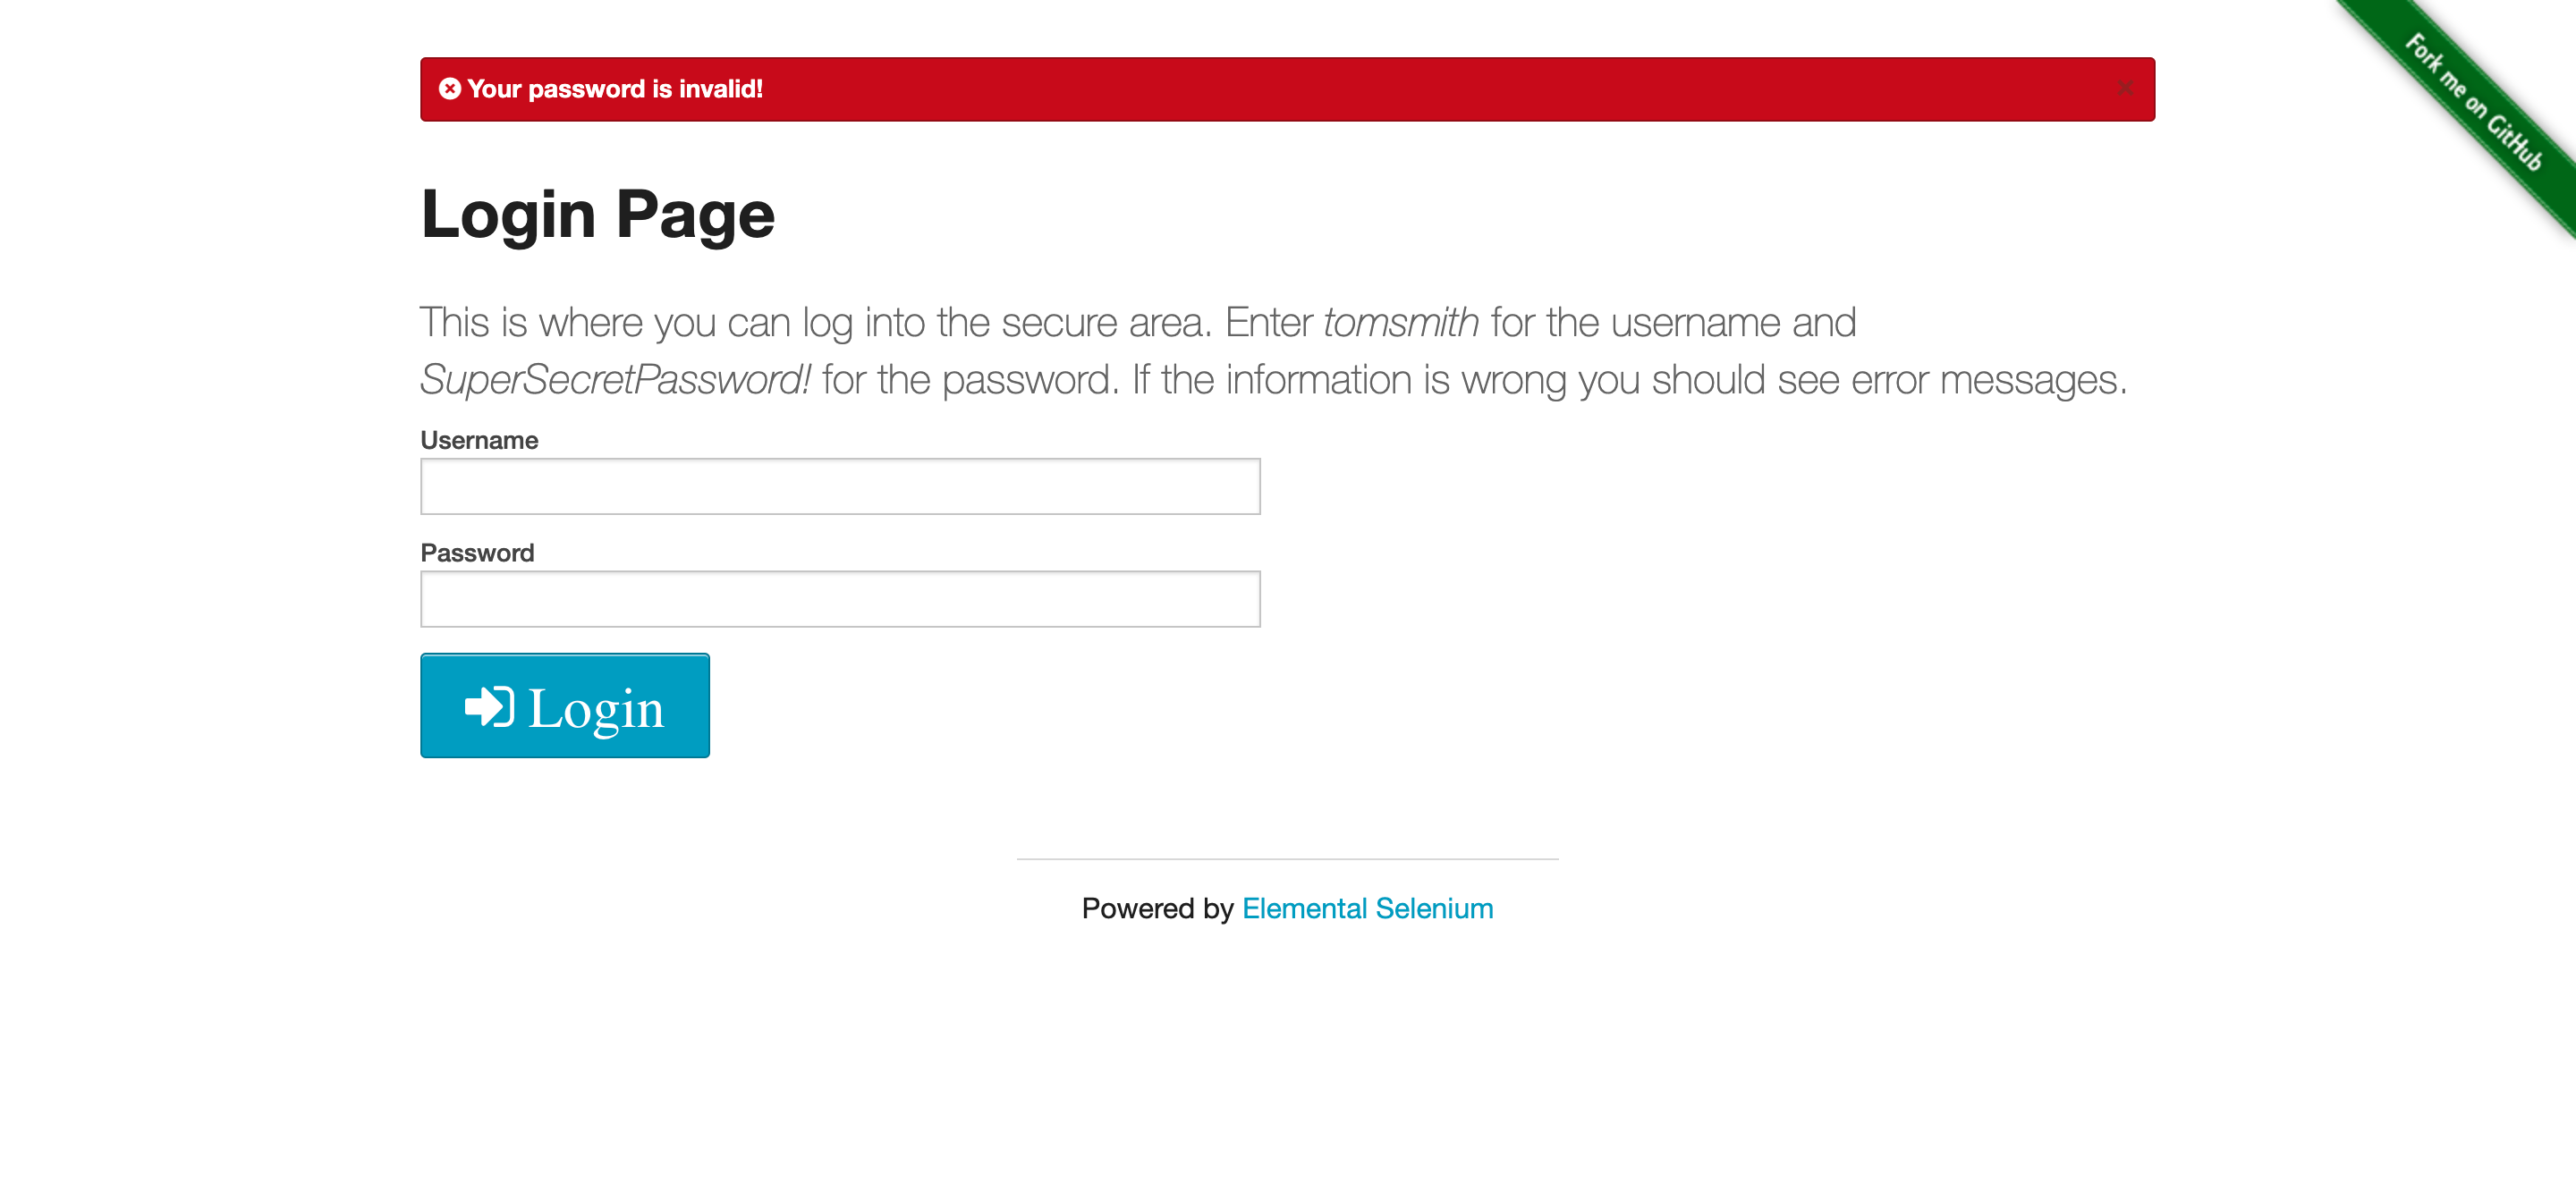 Your password is invalid!
×
Fork me on GitHub
Login Page
This is where you can log into the secure area. Enter tomsmith for the username and
SuperSecretPassword! for the password. If the information is wrong you should see error messages.
Username
Password
Login
Powered by Elemental Selenium